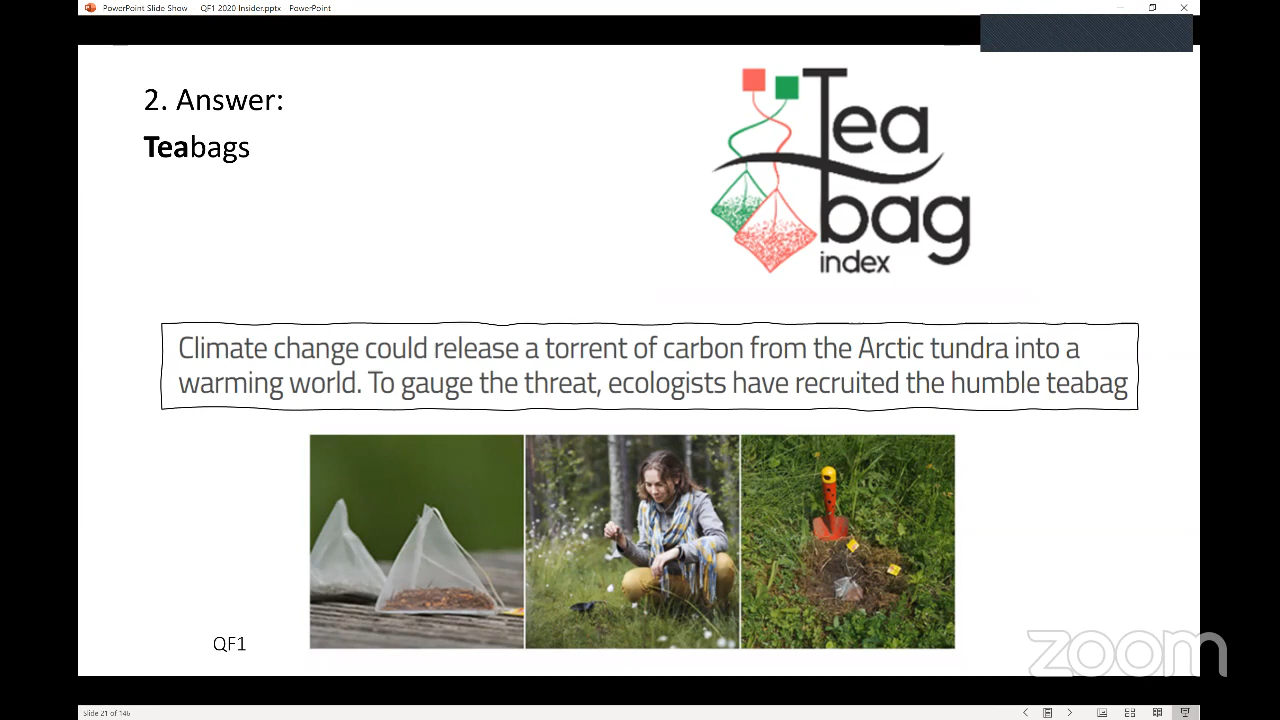 PowerPoint Slide Show
QF1 2020 Insider.pptx
PowerPoint
2. Answer:
Teabags
Tea
bag
index
Climate change could release a torrent of carbon from the Arctic tundra into a
warming world. To gauge the threat, ecologists have recruited the humble teabag
QF1
zoom
Slide 21 of 146